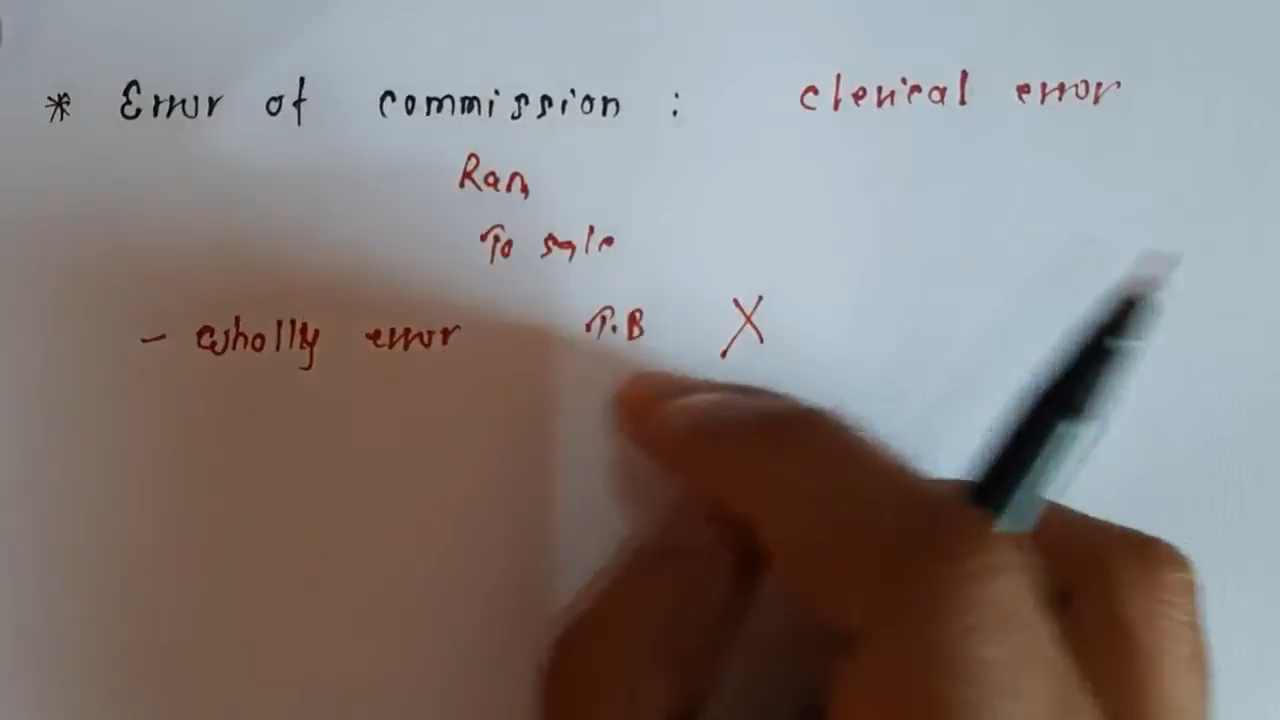 * Error of commission : clerical error
Ram
To sale
- wholly error T.B X